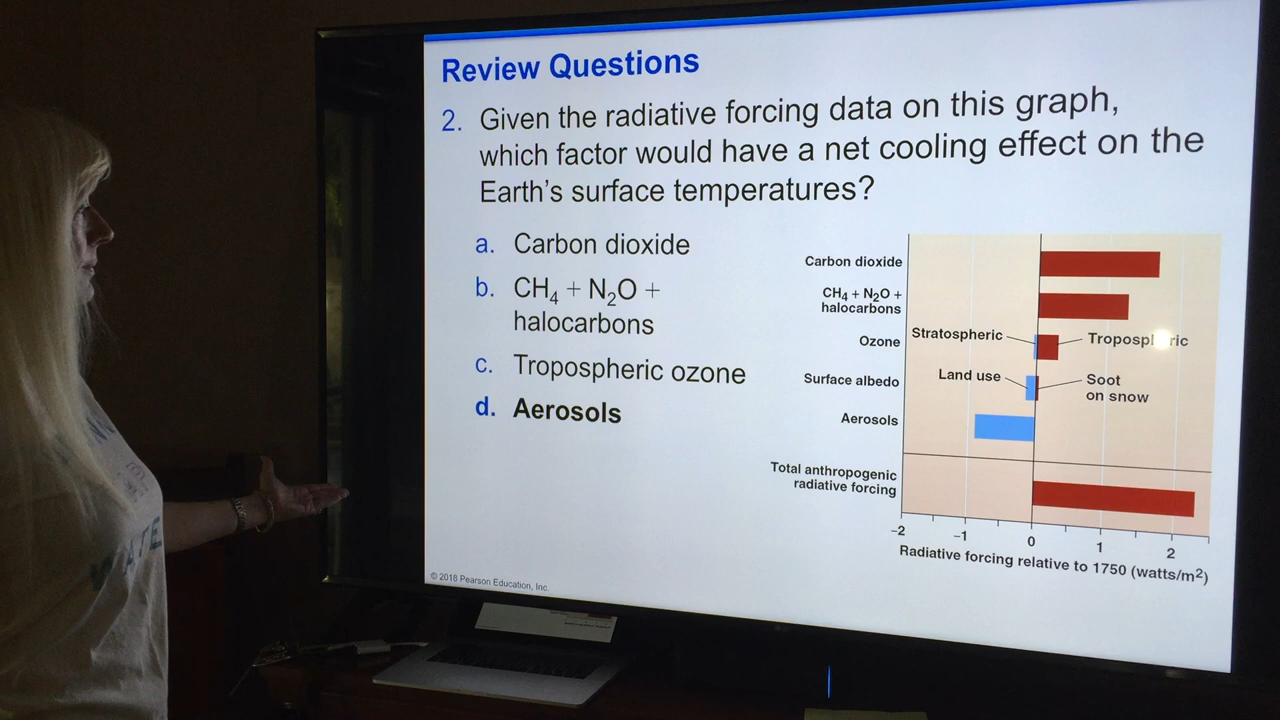 Review Questions
2. Given the radiative forcing data on this graph,
which factor would have a net cooling effect on the
Earth's surface temperatures?
a. Carbon dioxide
b. CH₄ + N₂O +
halocarbons
c. Tropospheric ozone
d. Aerosols
Carbon dioxide
CH₄ + N₂O +
halocarbons
Ozone
Stratospheric
Surface albedo
Land use
Soot
on snow
Aerosols
Total anthropogenic
radiative forcing
−2 −1 0 1 2
Radiative forcing relative to 1750 (watts/m²)
© 2018 Pearson Education, Inc.